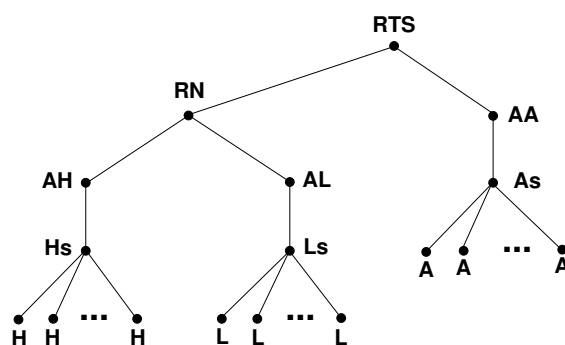 RTS
RN
AA
AH
AL
As
Hs
Ls
A A ... A
H H ... H
L L ... L